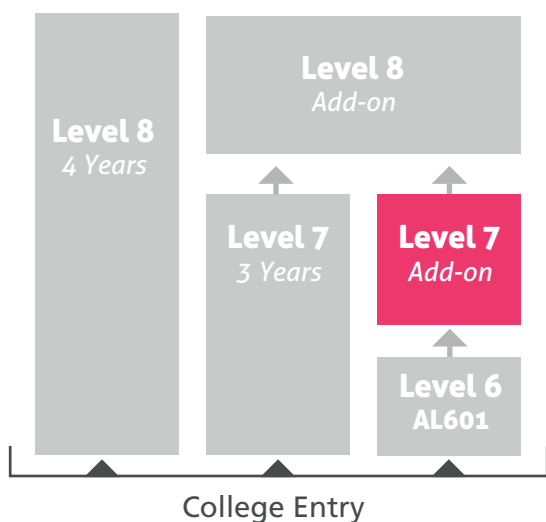 Level 8
4 Years
Level 8
Add-on
Level 7
3 Years
Level 7
Add-on
Level 6
AL601
College Entry